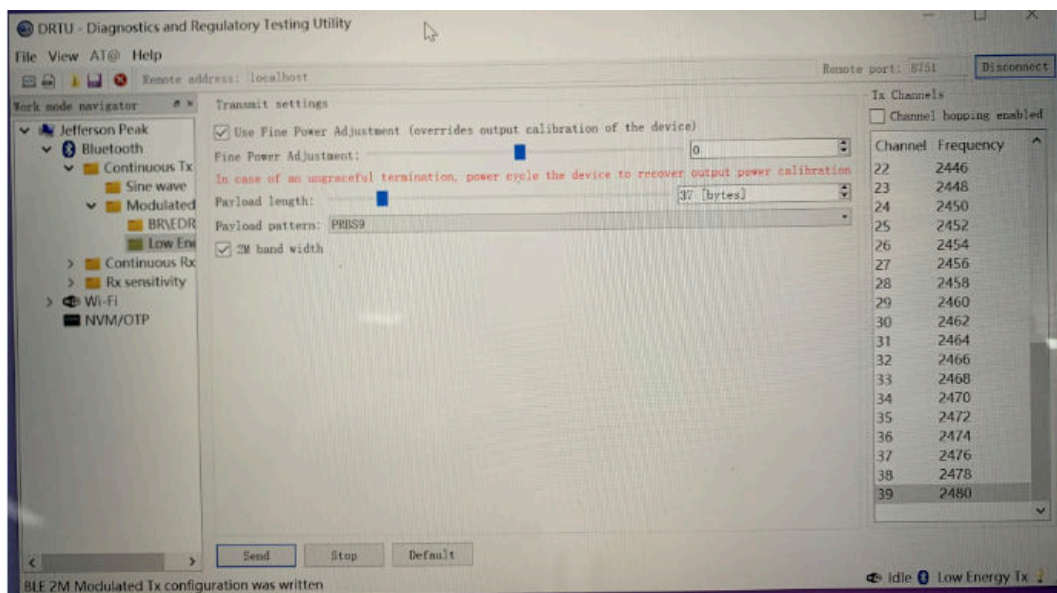 DRTU - Diagnostics and Regulatory Testing Utility
File View AT@ Help
Remote address: localhost
Remote port: 8751
Disconnect
Work mode navigator
Jefferson Peak
Bluetooth
Continuous Tx
Sine wave
Modulated
BR\EDR
Low Ene
Continuous Rx
Rx sensitivity
Wi-Fi
NVM/OTP
Transmit settings
Use Fine Power Adjustment (overrides output calibration of the device)
Fine Power Adjustment: 0
In case of an ungraceful termination, power cycle the device to recover output power calibration
Payload length: 37 [bytes]
Payload pattern: PRBS9
2M band width
Send Stop Default
Tx Channels
Channel hopping enabled
Channel Frequency
22 2446
23 2448
24 2450
25 2452
26 2454
27 2456
28 2458
29 2460
30 2462
31 2464
32 2466
33 2468
34 2470
35 2472
36 2474
37 2476
38 2478
39 2480
BLE 2M Modulated Tx configuration was written
Idle Low Energy Tx